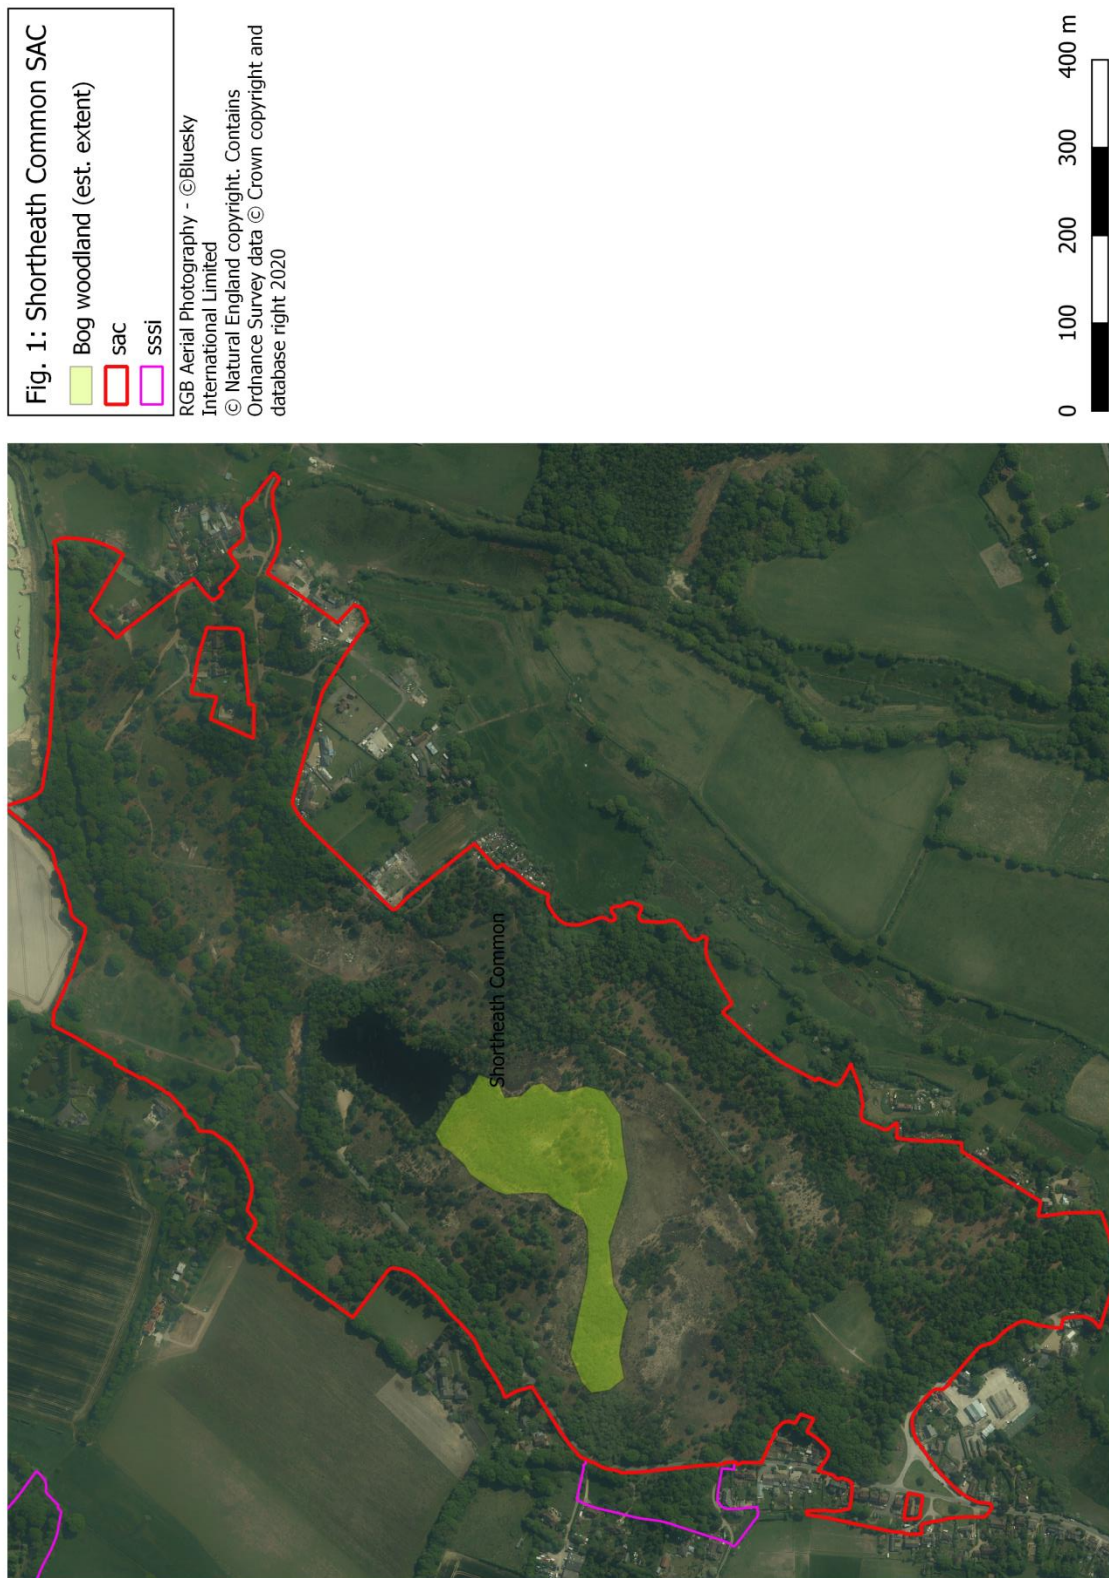 Fig. 1: Shortheath Common SAC
Bog woodland (est. extent)
sac
sssi
RGB Aerial Photography - ©Bluesky
International Limited
© Natural England copyright. Contains
Ordnance Survey data © Crown copyright and
database right 2020
0 100 200 300 400 m
Shortheath Common